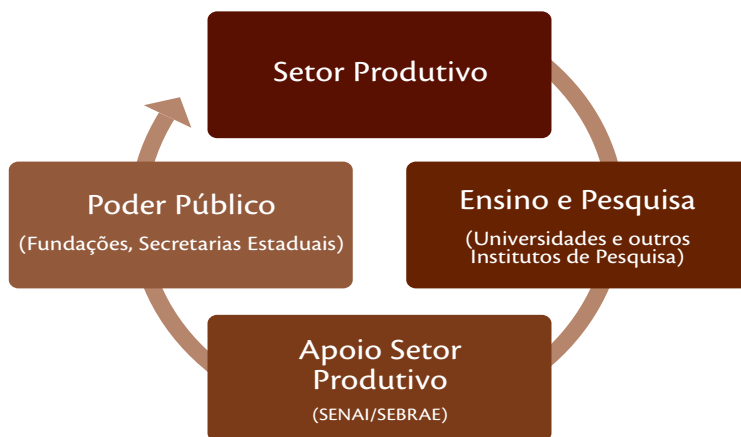 Setor Produtivo
Poder Público
(Fundações, Secretarias Estaduais)
Ensino e Pesquisa
(Universidades e outros
Institutos de Pesquisa)
Apoio Setor
Produtivo
(SENAI/SEBRAE)